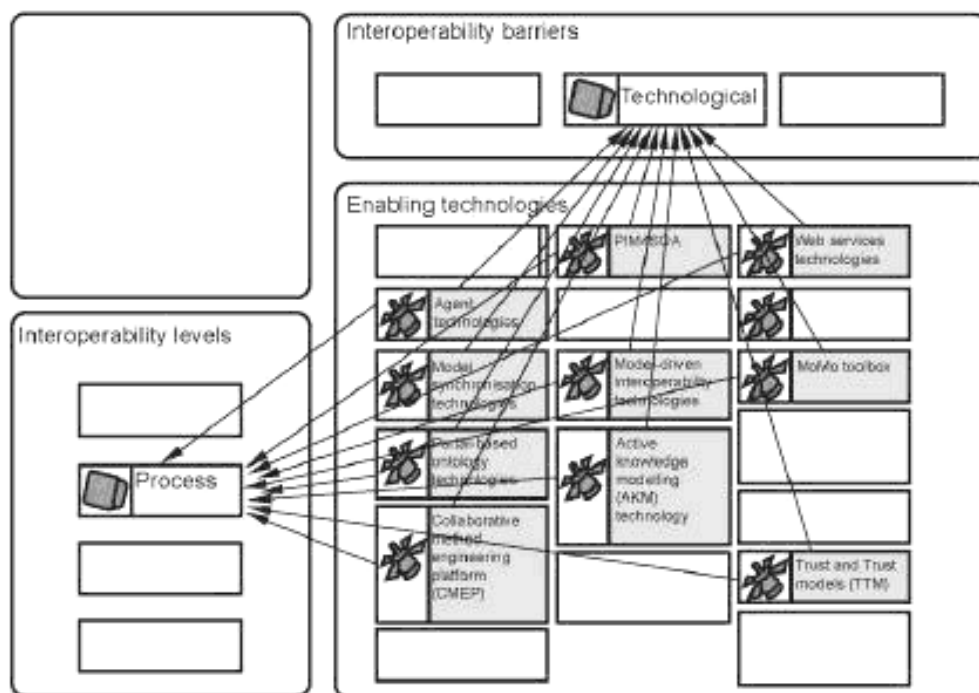 Interoperability barriers
Technological
Enabling technologies
PIM4SOA
Web services
technologies
Agent
technologies
Interoperability levels
Model
synchronisation
technologies
Model-driven
interoperability
technologies
MoMo toolbox
Process
Portal-based
ontology
technologies
Active
knowledge
modelling
(AKM)
technology
Collaborative
method
engineering
platform
(CMEP)
Trust and Trust
models (TTM)